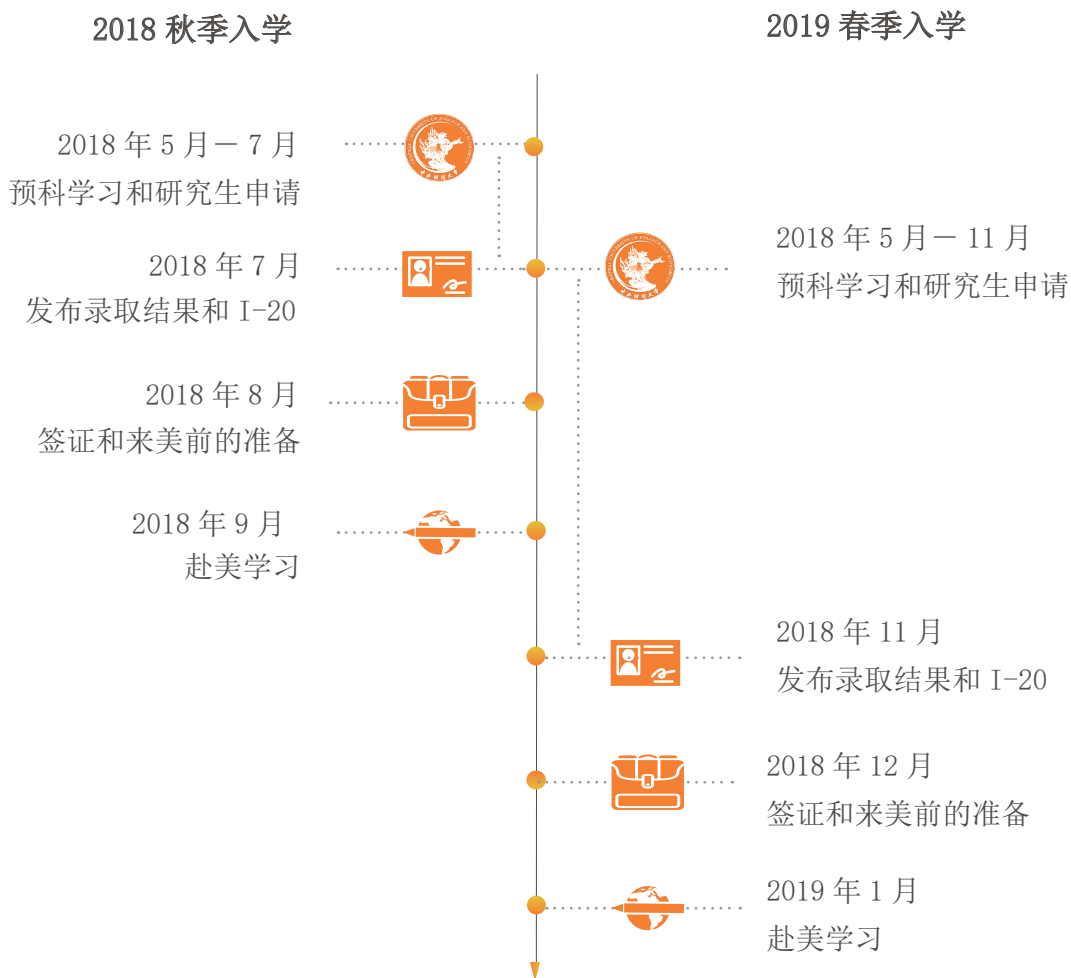 2018 秋季入学
2018 年 5 月－ 7 月
预科学习和研究生申请
2018 年 7 月
发布录取结果和 I-20
2018 年 8 月
签证和来美前的准备
2018 年 9 月
赴美学习
2019 春季入学
2018 年 5 月－ 11 月
预科学习和研究生申请
2018 年 11 月
发布录取结果和 I-20
2018 年 12 月
签证和来美前的准备
2019 年 1 月
赴美学习